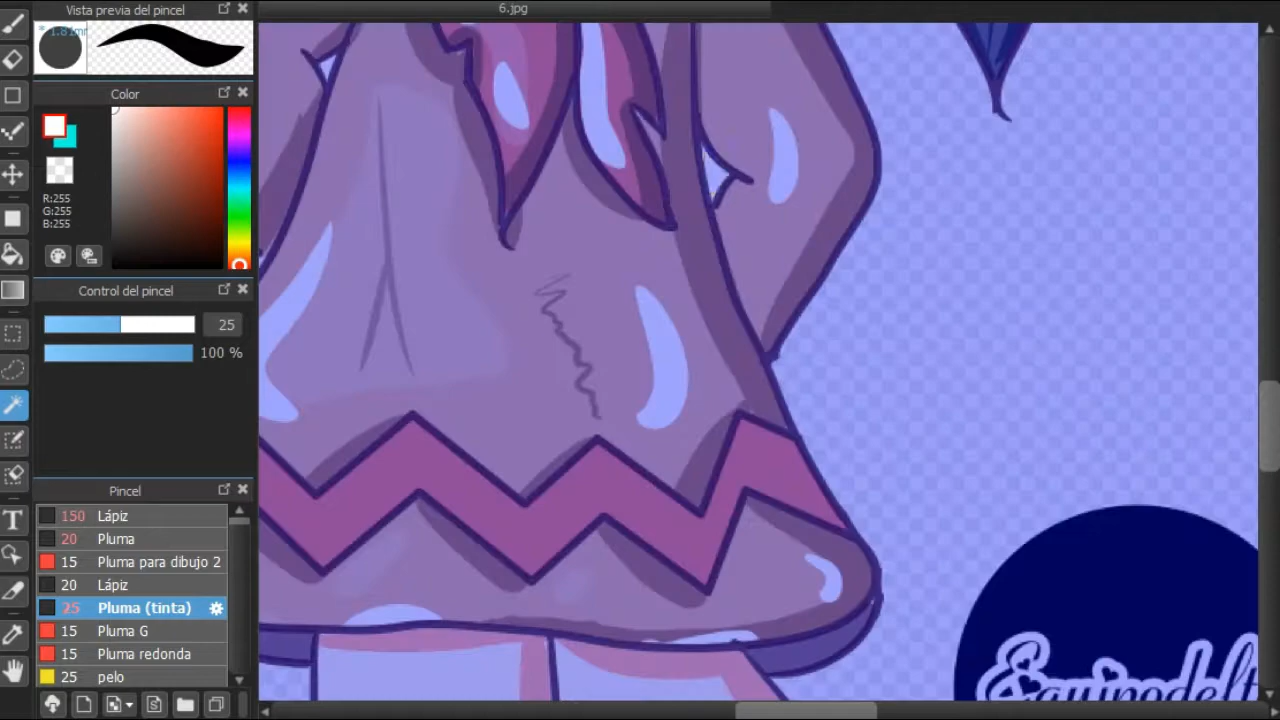 Vista previa del pincel
6.jpg
Color
R:255
G:255
B:255
Control del pincel
25
100 %
Pincel
150 Lápiz
20 Pluma
15 Pluma para dibujo 2
20 Lápiz
25 Pluma (tinta)
15 Pluma G
15 Pluma redonda
25 pelo
T